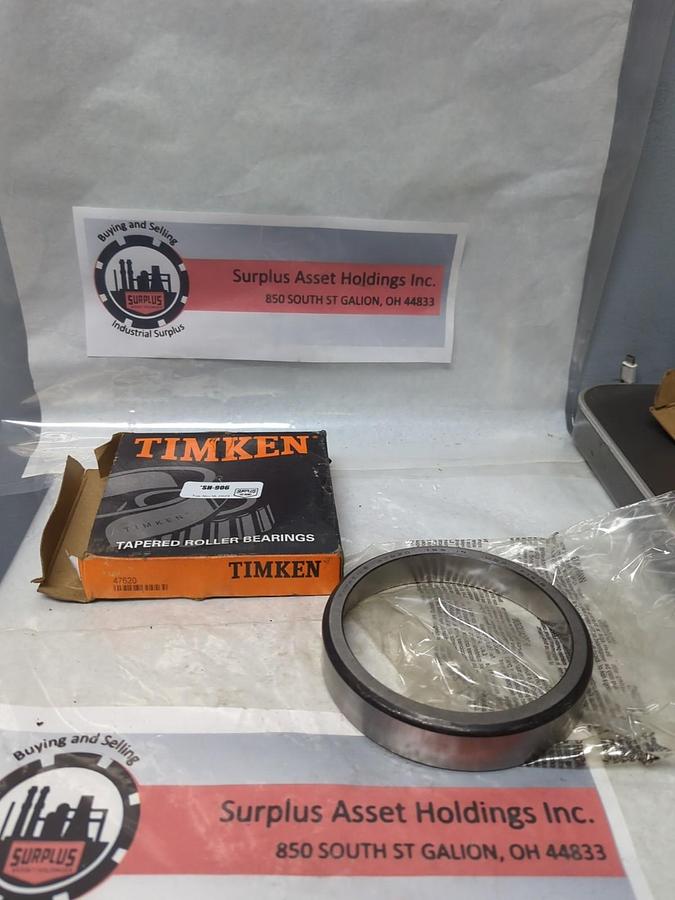 Buying and Selling
SURPLUS
Industrial Surplus
Surplus Asset Holdings Inc.
850 SOUTH ST GALION, OH 44833
TIMKEN
SH-906
TIMKEN
TAPERED ROLLER BEARINGS
TIMKEN
47620
Buying and Selling
SURPLUS
Surplus Asset Holdings Inc.
850 SOUTH ST GALION, OH 44833